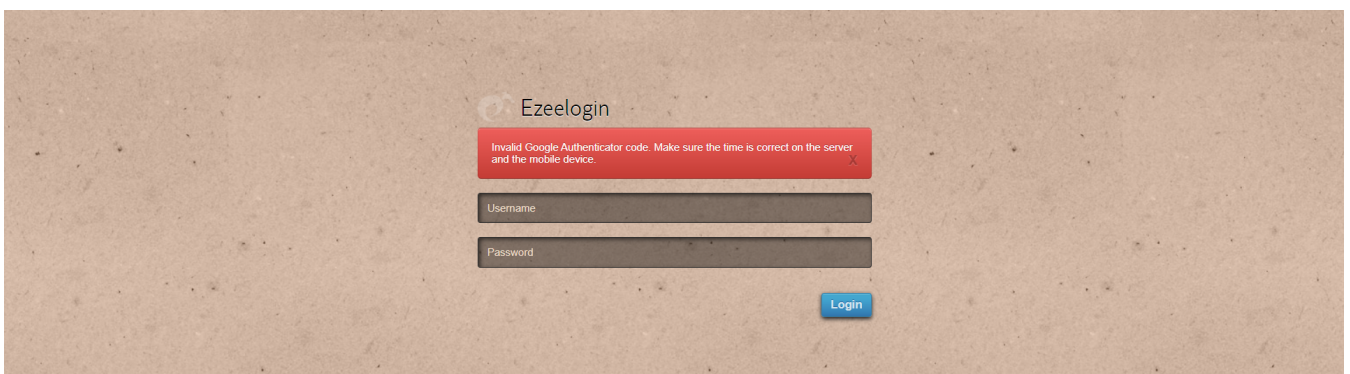 Ezeelogin
Invalid Google Authenticator code. Make sure the time is correct on the server
and the mobile device.
X
Username
Password
Login